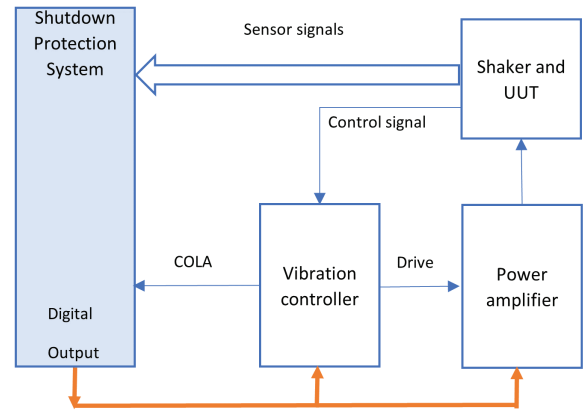 Shutdown
Protection
System
Sensor signals
Shaker and
UUT
Control signal
COLA
Vibration
controller
Drive
Power
amplifier
Digital
Output